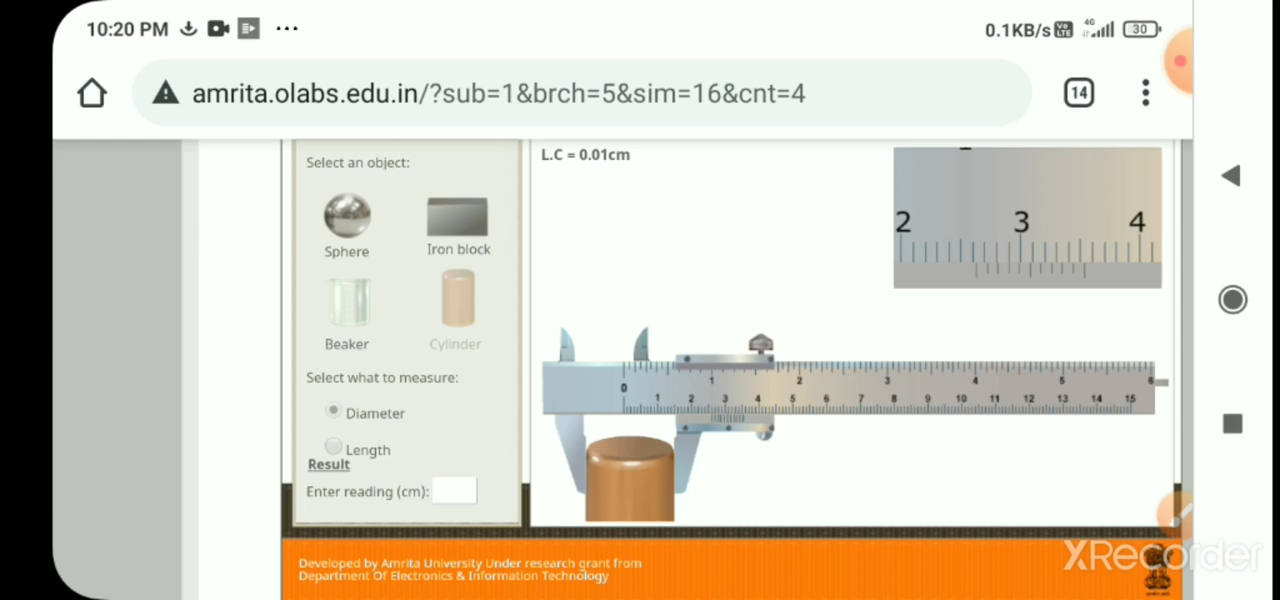 10:20 PM
0.1KB/s Vo LTE 4G 30
amrita.olabs.edu.in/?sub=1&brch=5&sim=16&cnt=4
14
Select an object:
Sphere
Iron block
Beaker
Cylinder
Select what to measure:
Diameter
Length
Result
Enter reading (cm):
L.C = 0.01cm
2 3 4
0 1 2 3 4 5 6
1 2 3 4 5 6 7 8 9 10 11 12 13 14 15
Developed by Amrita University Under research grant from
Department Of Electronics & Information Technology
XRecorder